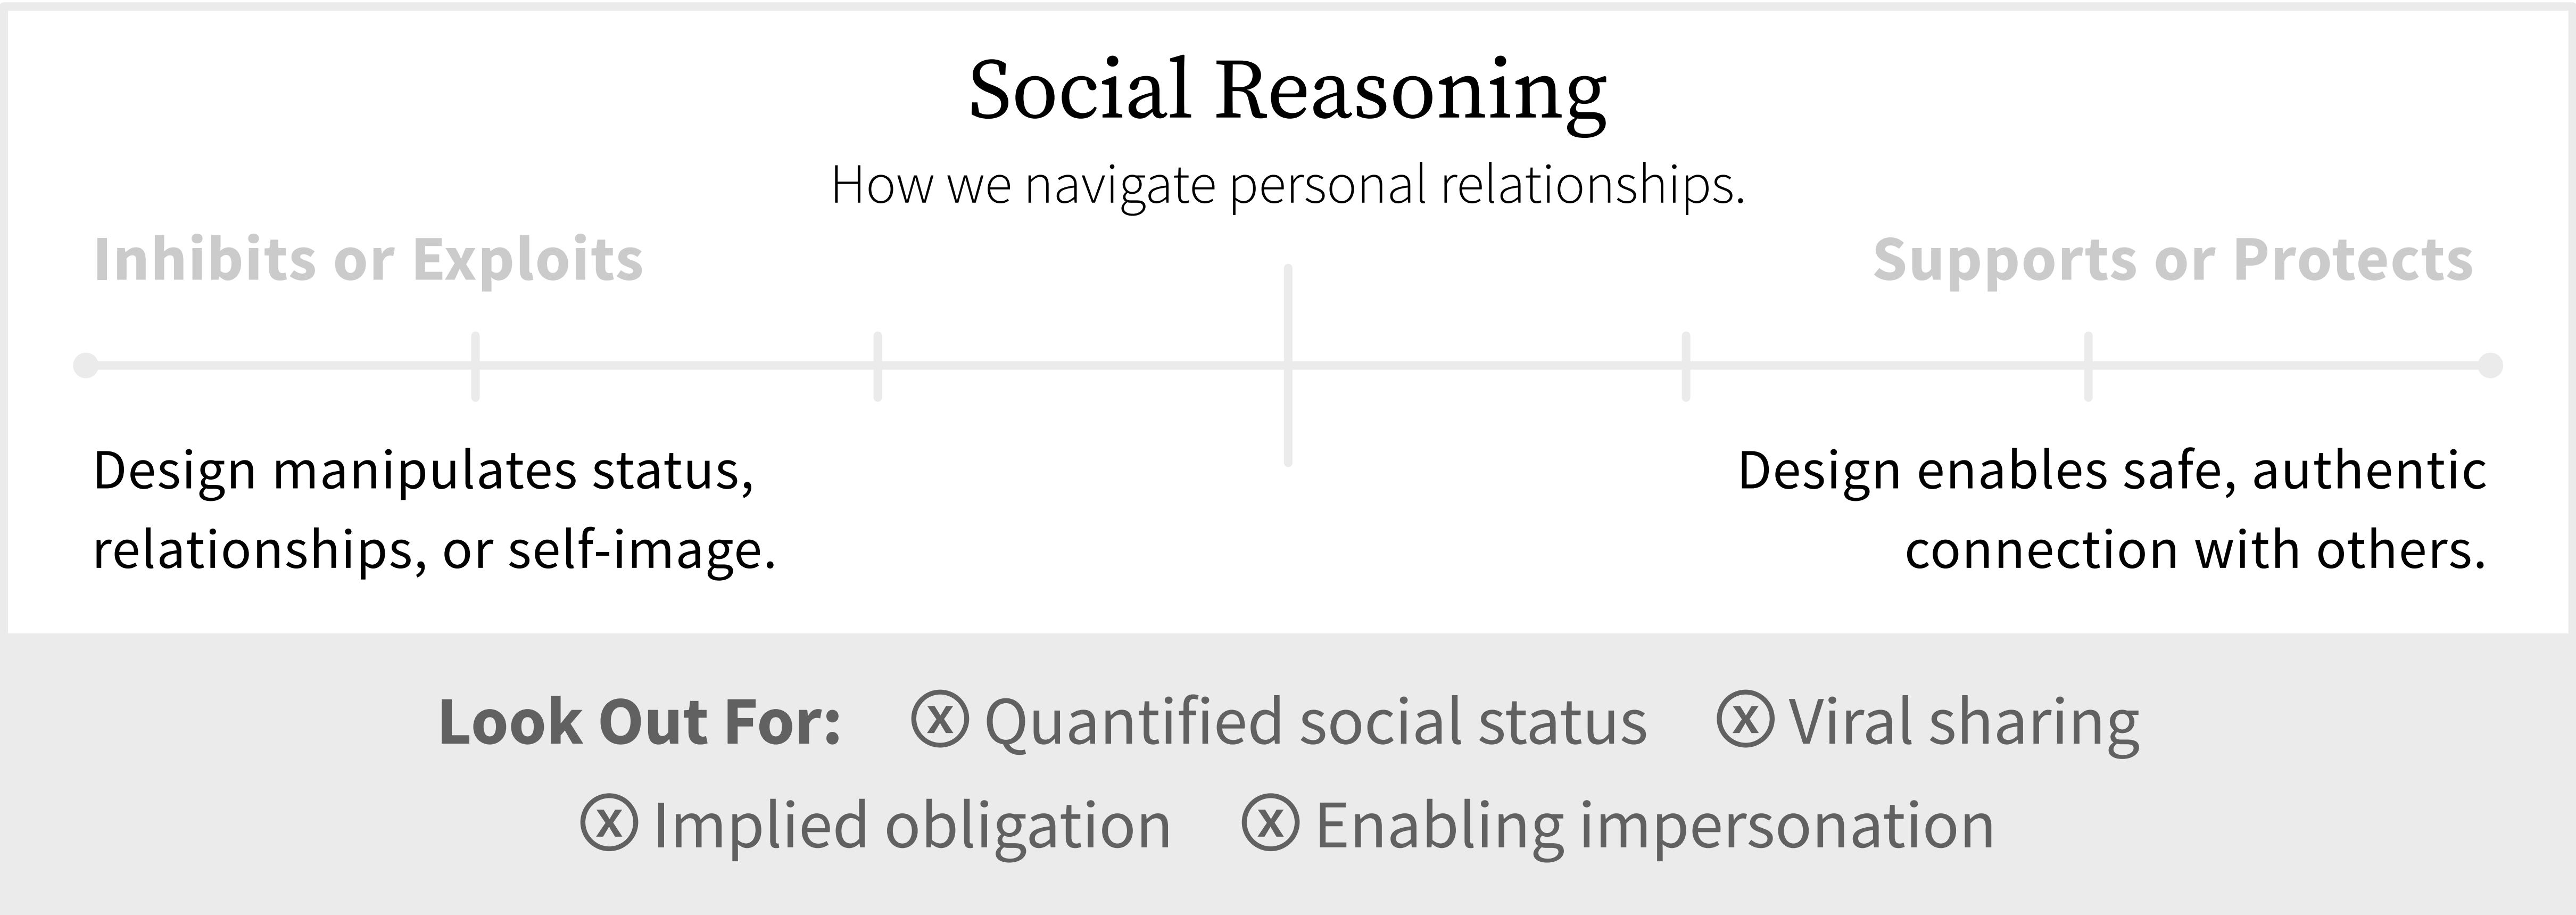 Social Reasoning
How we navigate personal relationships.
Inhibits or Exploits
Supports or Protects
Design manipulates status,
relationships, or self-image.
Design enables safe, authentic
connection with others.
Look Out For: ⓧ Quantified social status ⓧ Viral sharing
ⓧ Implied obligation ⓧ Enabling impersonation